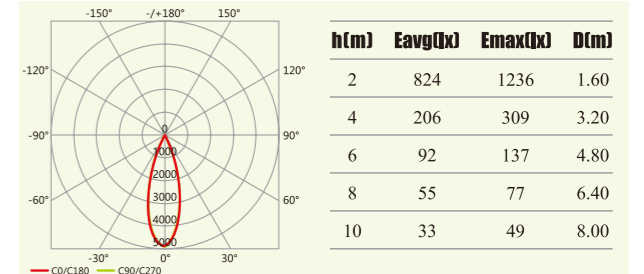 -150° -/+180° 150°
-120° 120°
-90° 0 90°
1000
2000
-60° 3000 60°
4000
5000
-30° 0° 30°
C0/C180 C90/C270
h(m) Eavg(lx) Emax(lx) D(m)
2 824 1236 1.60
4 206 309 3.20
6 92 137 4.80
8 55 77 6.40
10 33 49 8.00